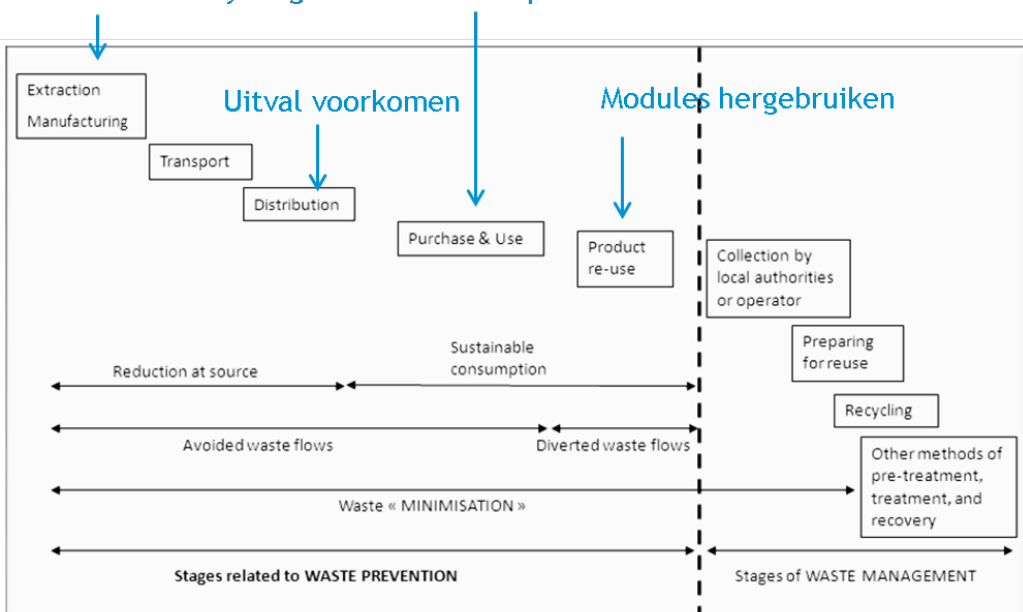 Uitval voorkomen
Modules hergebruiken
Extraction
Manufacturing
Transport
Distribution
Purchase & Use
Product
re-use
Collection by
local authorities
or operator
Preparing
for reuse
Recycling
Other methods of
pre-treatment,
treatment, and
recovery
Reduction at source
Sustainable
consumption
Avoided waste flows
Diverted waste flows
Waste « MINIMISATION »
Stages related to WASTE PREVENTION
Stages of WASTE MANAGEMENT